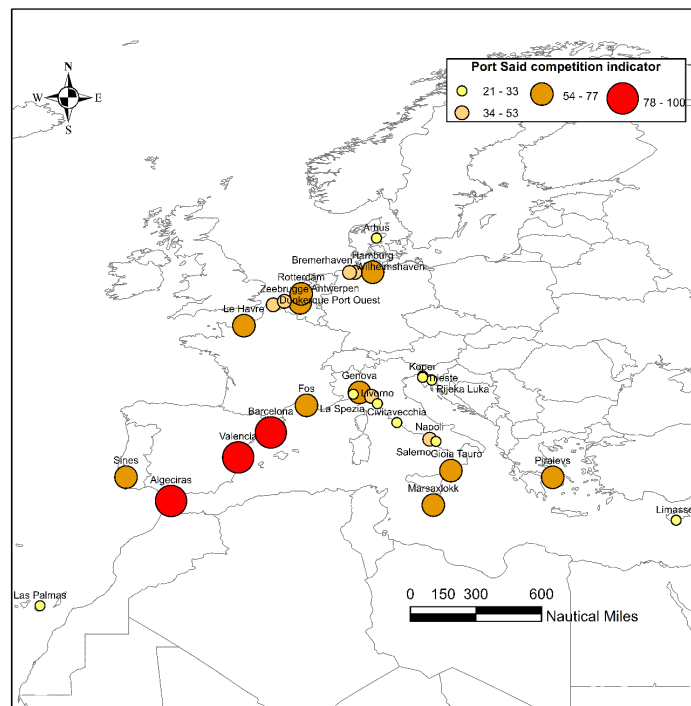 N
W E
S
Port Said competition indicator
21 - 33
54 - 77
78 - 100
34 - 53
Arhus
Hamburg
Bremerhaven
Wilhelmshaven
Rotterdam
Zeebrugge
Antwerpen
Dunkerque Port Ouest
Le Havre
Koper
Trieste
Rijeka Luka
Genova
Livorno
Fos
La Spezia
Civitavecchia
Barcelona
Napoli
Valencia
Salerno
Gioia Tauro
Sines
Piraievs
Algeciras
Marsaxlokk
Limasse
Las Palmas
0 150 300 600
Nautical Miles